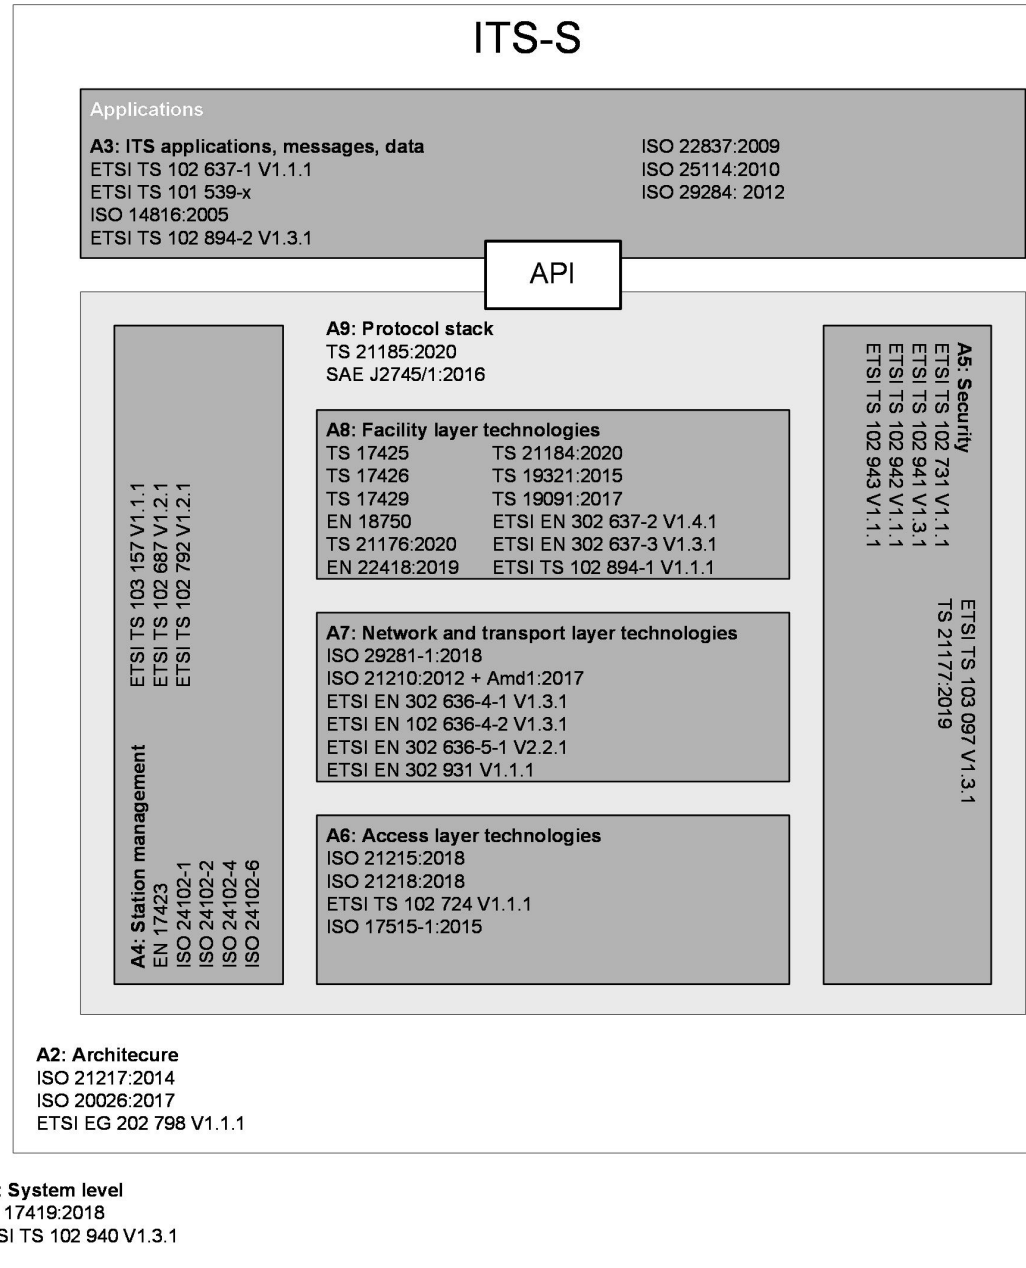 ITS-S
Applications
A3: ITS applications, messages, data
ETSI TS 102 637-1 V1.1.1
ETSI TS 101 539-x
ISO 14816:2005
ETSI TS 102 894-2 V1.3.1
ISO 22837:2009
ISO 25114:2010
ISO 29284: 2012
API
A9: Protocol stack
TS 21185:2020
SAE J2745/1:2016
A8: Facility layer technologies
TS 17425 TS 21184:2020
TS 17426 TS 19321:2015
TS 17429 TS 19091:2017
EN 18750 ETSI EN 302 637-2 V1.4.1
TS 21176:2020 ETSI EN 302 637-3 V1.3.1
EN 22418:2019 ETSI TS 102 894-1 V1.1.1
A7: Network and transport layer technologies
ISO 29281-1:2018
ISO 21210:2012 + Amd1:2017
ETSI EN 302 636-4-1 V1.3.1
ETSI EN 102 636-4-2 V1.3.1
ETSI EN 302 636-5-1 V2.2.1
ETSI EN 302 931 V1.1.1
A6: Access layer technologies
ISO 21215:2018
ISO 21218:2018
ETSI TS 102 724 V1.1.1
ISO 17515-1:2015
A4: Station management
EN 17423
ISO 24102-1
ISO 24102-2
ISO 24102-4
ISO 24102-6
ETSI TS 103 157 V1.1.1
ETSI TS 102 687 V1.2.1
ETSI TS 102 792 V1.2.1
A5: Security
ETSI TS 102 731 V1.1.1
ETSI TS 102 941 V1.3.1
ETSI TS 102 942 V1.1.1
ETSI TS 102 943 V1.1.1
ETSI TS 103 097 V1.3.1
TS 21177:2019
A2: Architecure
ISO 21217:2014
ISO 20026:2017
ETSI EG 202 798 V1.1.1
: System level
17419:2018
SI TS 102 940 V1.3.1